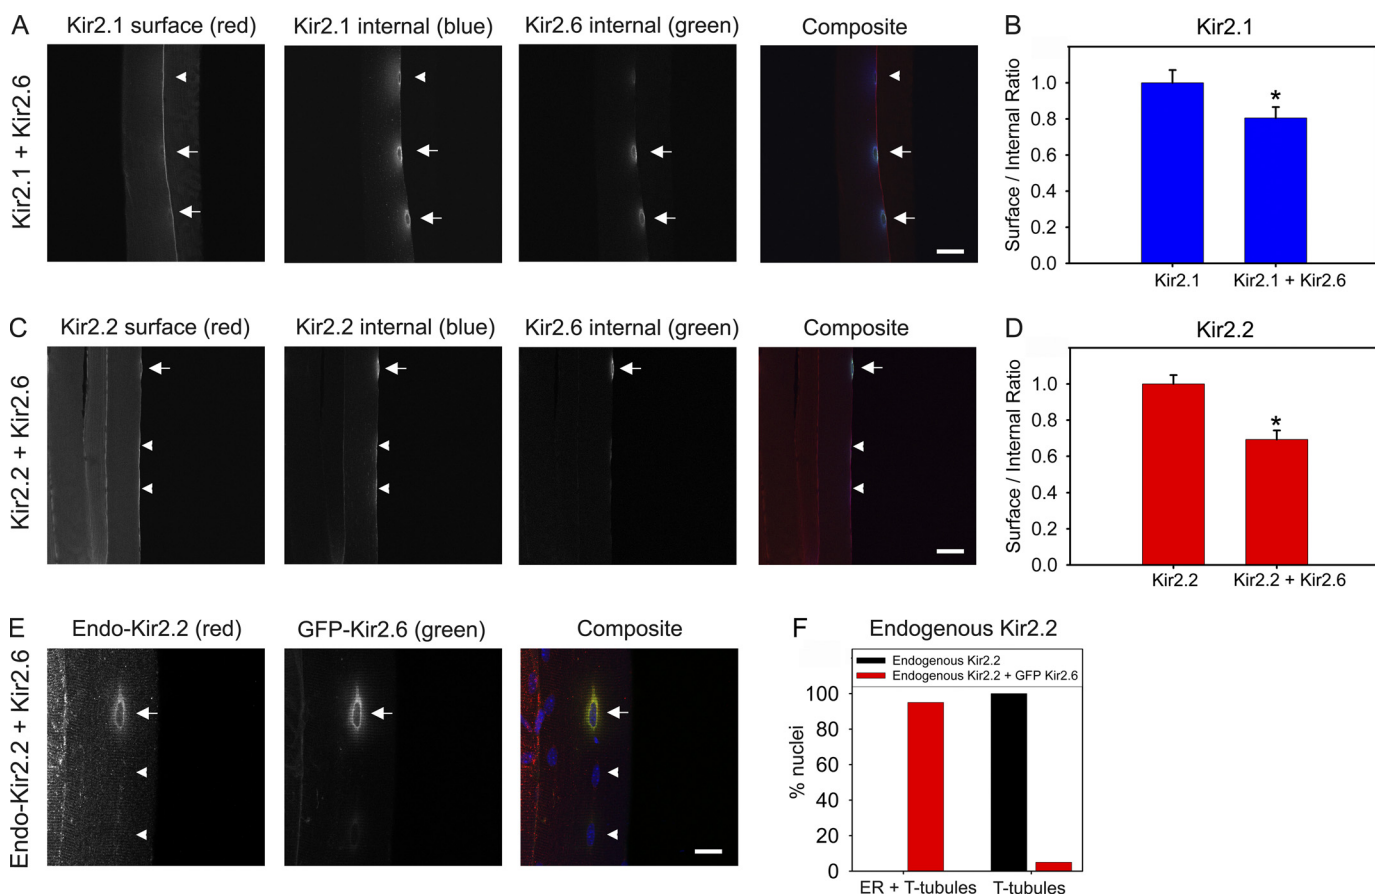 A
Kir2.1 surface (red)
Kir2.1 internal (blue)
Kir2.6 internal (green)
Composite
Kir2.1 + Kir2.6
B
Kir2.1
Surface / Internal Ratio
1.0
0.8
0.6
0.4
0.2
0.0
*
Kir2.1
Kir2.1 + Kir2.6
C
Kir2.2 surface (red)
Kir2.2 internal (blue)
Kir2.6 internal (green)
Composite
Kir2.2 + Kir2.6
D
Kir2.2
Surface / Internal Ratio
1.0
0.8
0.6
0.4
0.2
0.0
*
Kir2.2
Kir2.2 + Kir2.6
E
Endo-Kir2.2 (red)
GFP-Kir2.6 (green)
Composite
Endo-Kir2.2 + Kir2.6
F
Endogenous Kir2.2
Endogenous Kir2.2
Endogenous Kir2.2 + GFP Kir2.6
% nuclei
100
80
60
40
20
0
ER + T-tubules
T-tubules